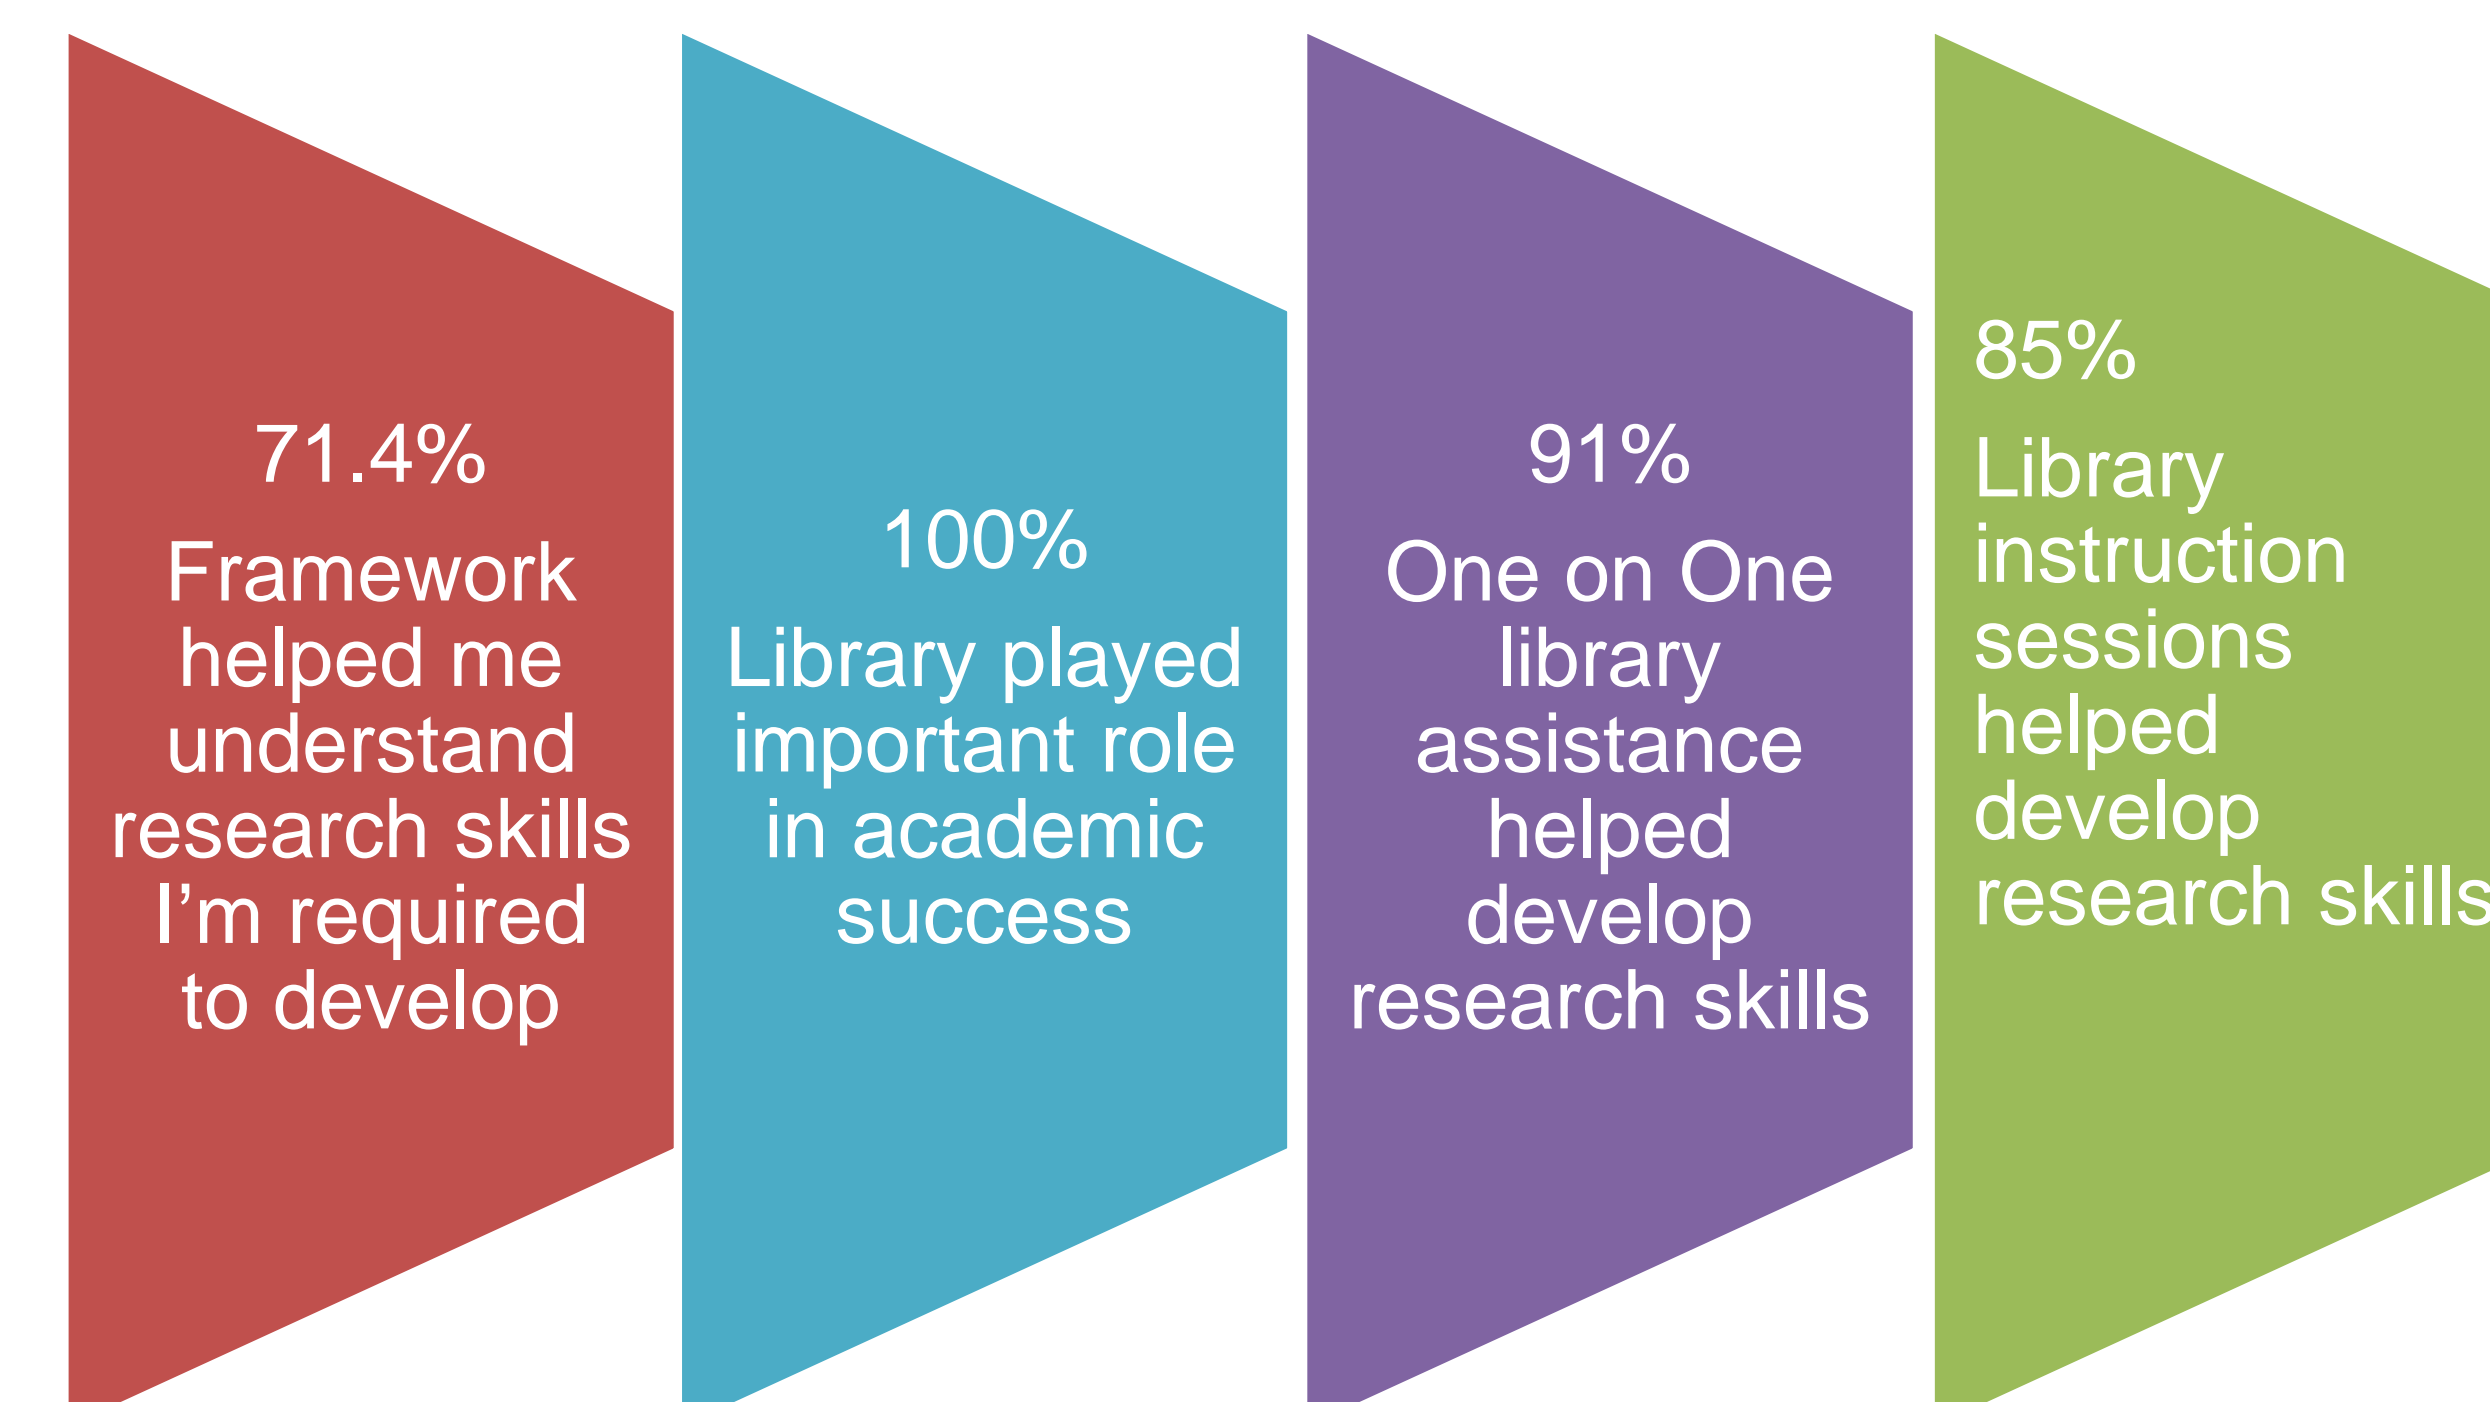 71.4%
Framework
helped me
understand
research skills
I’m required
to develop
100%
Library played
important role
in academic
success
91%
One on One
library
assistance
helped
develop
research skills
85%
Library
instruction
sessions
helped
develop
research skills